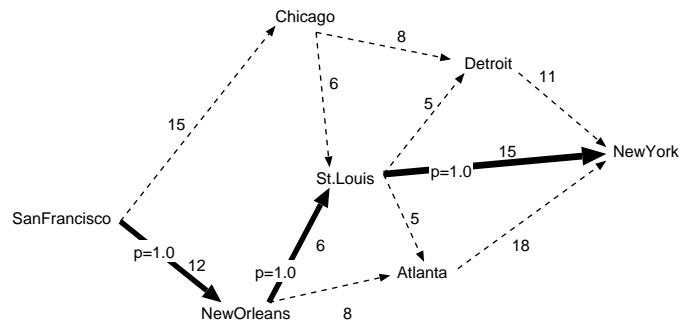 Chicago
8
Detroit
6
11
5
15
15
NewYork
p=1.0
St.Louis
SanFrancisco
5
p=1.0
12
p=1.0
6
18
Atlanta
NewOrleans
8